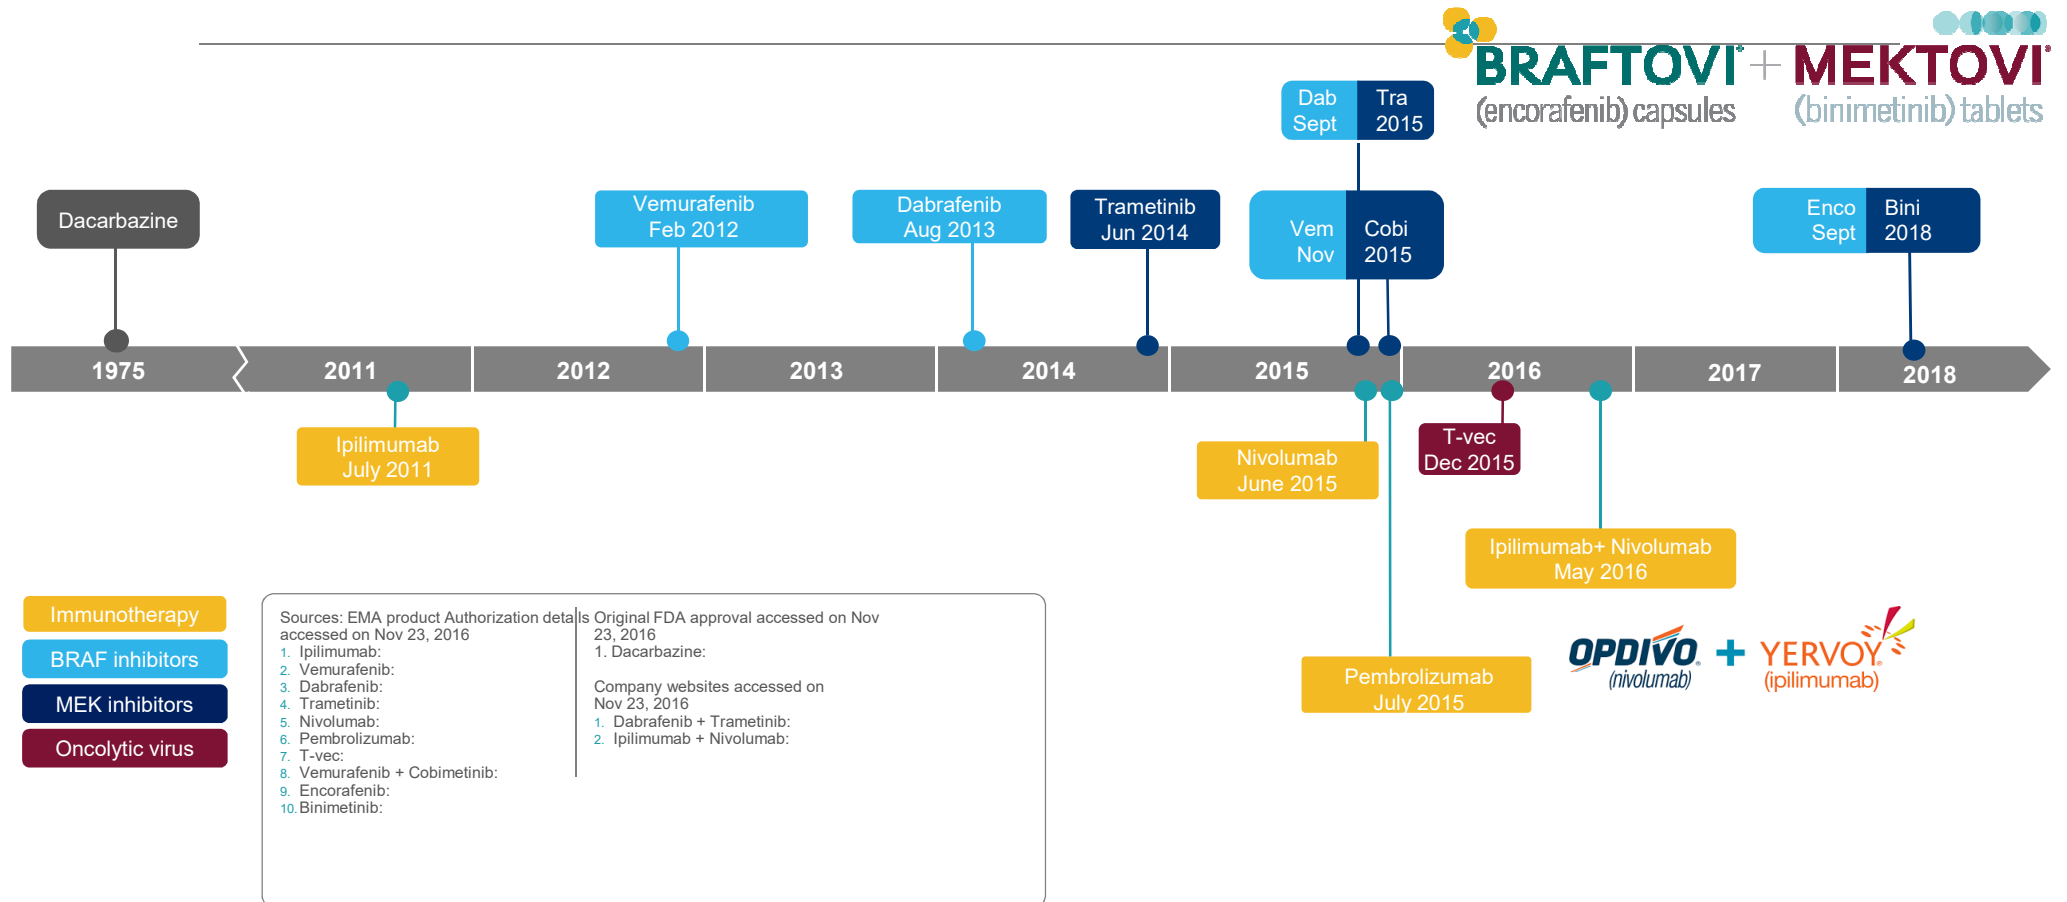 BRAFTOVI® + MEKTOVI®
(encorafenib) capsules
(binimetinib) tablets
Dab Tra
Sept 2015
Dacarbazine
Vemurafenib
Feb 2012
Dabrafenib
Aug 2013
Trametinib
Jun 2014
Vem Cobi
Nov 2015
Enco Bini
Sept 2018
1975
2011
2012
2013
2014
2015
2016
2017
2018
Ipilimumab
July 2011
Nivolumab
June 2015
T-vec
Dec 2015
Ipilimumab+ Nivolumab
May 2016
Pembrolizumab
July 2015
OPDIVO® + YERVOY®
(nivolumab)
(ipilimumab)
Immunotherapy
BRAF inhibitors
MEK inhibitors
Oncolytic virus
Sources: EMA product Authorization details
accessed on Nov 23, 2016
1. Ipilimumab:
2. Vemurafenib:
3. Dabrafenib:
4. Trametinib:
5. Nivolumab:
6. Pembrolizumab:
7. T-vec:
8. Vemurafenib + Cobimetinib:
9. Encorafenib:
10. Binimetinib:
Original FDA approval accessed on Nov
23, 2016
1. Dacarbazine:
Company websites accessed on
Nov 23, 2016
1. Dabrafenib + Trametinib:
2. Ipilimumab + Nivolumab: